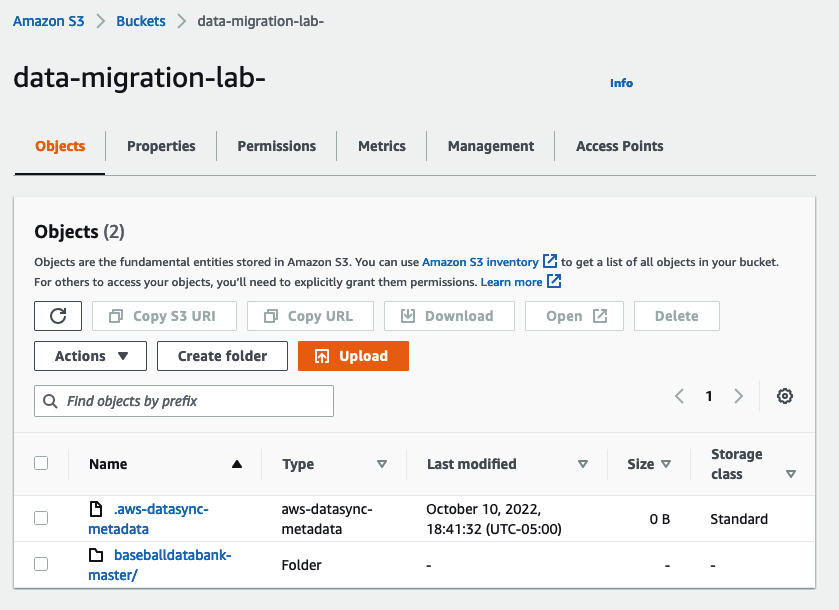 Amazon S3 > Buckets > data-migration-lab-
data-migration-lab-
Info
Objects Properties Permissions Metrics Management Access Points
Objects (2)
Objects are the fundamental entities stored in Amazon S3. You can use Amazon S3 inventory to get a list of all objects in your bucket.
For others to access your objects, you'll need to explicitly grant them permissions. Learn more
Copy S3 URI Copy URL Download Open Delete
Actions Create folder Upload
Find objects by prefix
1
Name Type Last modified Size Storage
class
.aws-datasync- aws-datasync- October 10, 2022,
0 B Standard
metadata metadata 18:41:32 (UTC-05:00)
baseballdatabank-
Folder - - -
master/